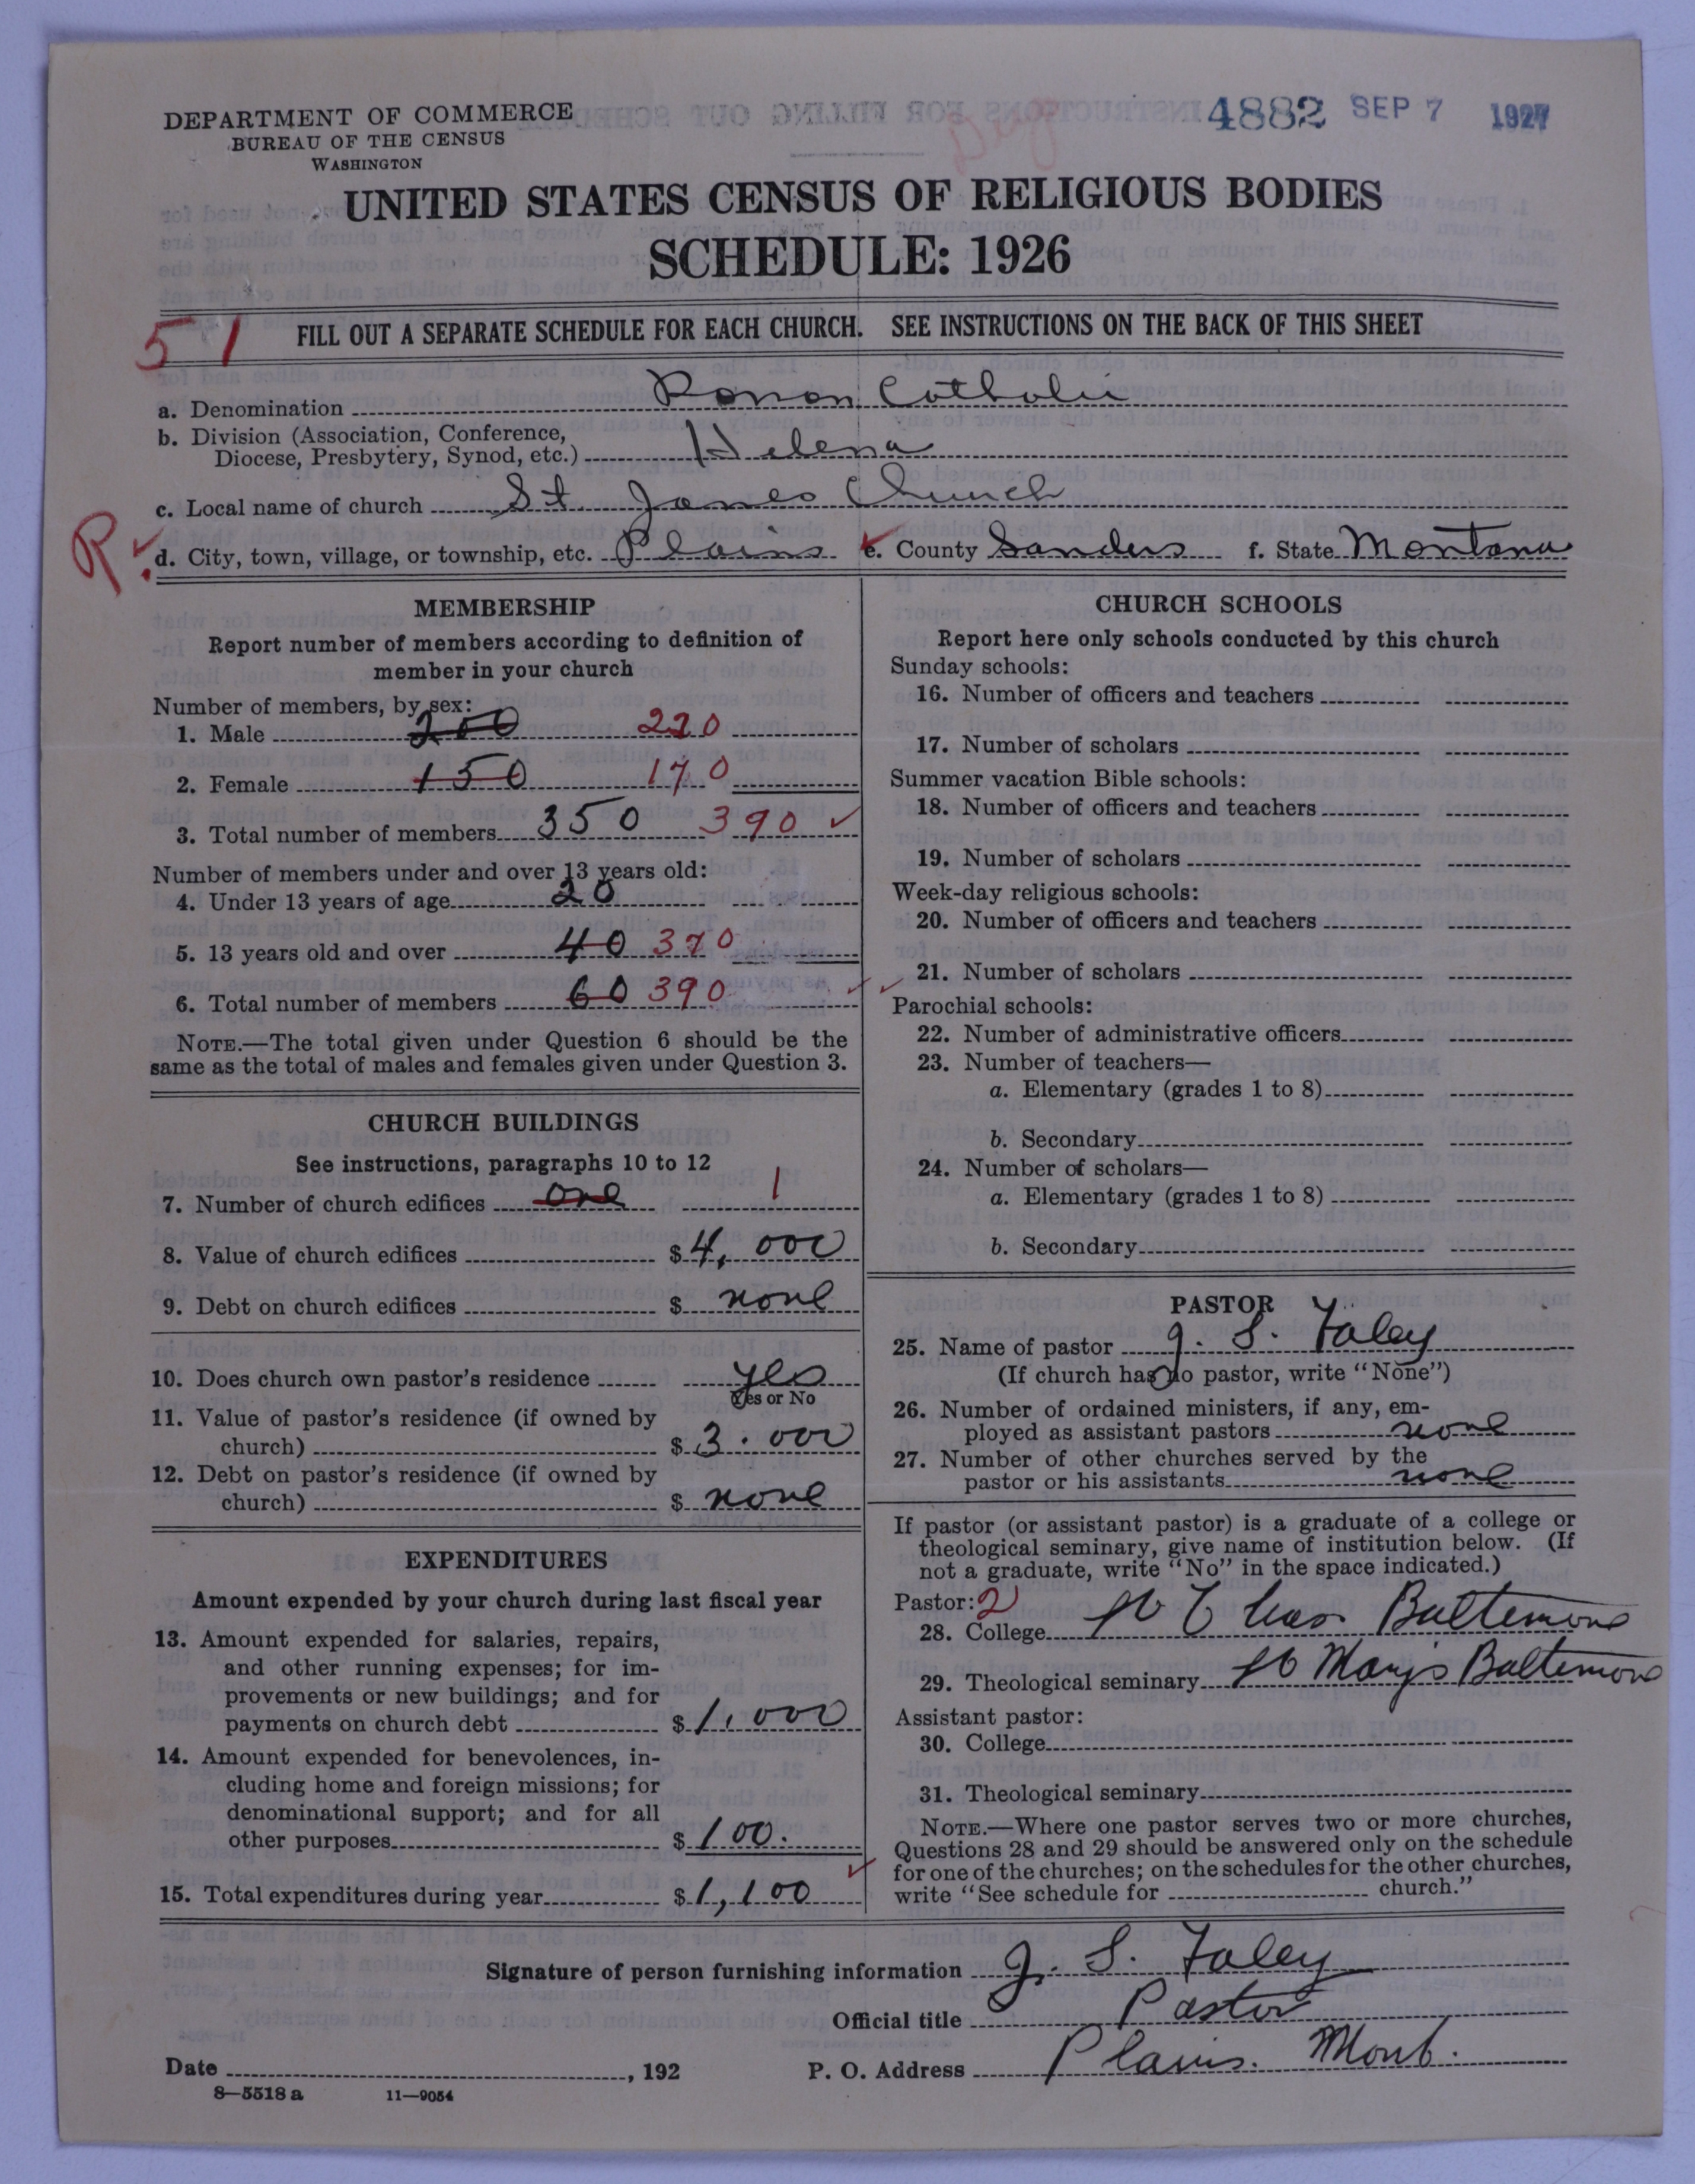 DEPARTMENT OF COMMERCE
BUREAU OF THE CENSUS
WASHINGTON
4882 SEP 7 1927
UNITED STATES CENSUS OF RELIGIOUS BODIES
SCHEDULE: 1926
51
FILL OUT A SEPARATE SCHEDULE FOR EACH CHURCH. SEE INSTRUCTIONS ON THE BACK OF THIS SHEET
a. Denomination Roman Catholic
b. Division (Association, Conference,
Diocese, Presbytery, Synod, etc.) Helena
c. Local name of church St. James Church
R d. City, town, village, or township, etc. Plains e. County Sanders f. State Montana
MEMBERSHIP
Report number of members according to definition of
member in your church
Number of members, by sex:
1. Male 200 220
2. Female 150 170
3. Total number of members 350 390 ✓
Number of members under and over 13 years old:
4. Under 13 years of age 20
5. 13 years old and over 40 370
6. Total number of members 60 390 ✓
NOTE.—The total given under Question 6 should be the
same as the total of males and females given under Question 3.
CHURCH BUILDINGS
See instructions, paragraphs 10 to 12
7. Number of church edifices one 1
8. Value of church edifices $ 4,000
9. Debt on church edifices $ none
10. Does church own pastor's residence yes
Yes or No
11. Value of pastor's residence (if owned by
church) $ 3.000
12. Debt on pastor's residence (if owned by
church) $ none
EXPENDITURES
Amount expended by your church during last fiscal year
13. Amount expended for salaries, repairs,
and other running expenses; for im-
provements or new buildings; and for
payments on church debt $ 1,000
14. Amount expended for benevolences, in-
cluding home and foreign missions; for
denominational support; and for all
other purposes $ 100.
15. Total expenditures during year $ 1,100 ✓
CHURCH SCHOOLS
Report here only schools conducted by this church
Sunday schools:
16. Number of officers and teachers
17. Number of scholars
Summer vacation Bible schools:
18. Number of officers and teachers
19. Number of scholars
Week-day religious schools:
20. Number of officers and teachers
✓ 21. Number of scholars
Parochial schools:
22. Number of administrative officers
23. Number of teachers—
a. Elementary (grades 1 to 8)
b. Secondary
24. Number of scholars—
a. Elementary (grades 1 to 8)
b. Secondary
PASTOR
25. Name of pastor J. S. Foley
(If church has no pastor, write "None")
26. Number of ordained ministers, if any, em-
ployed as assistant pastors none
27. Number of other churches served by the
pastor or his assistants none
If pastor (or assistant pastor) is a graduate of a college or
theological seminary, give name of institution below. (If
not a graduate, write "No" in the space indicated.)
Pastor: 2
28. College St Chas Baltemore
29. Theological seminary St Marys Baltemore
Assistant pastor:
30. College
31. Theological seminary
NOTE.—Where one pastor serves two or more churches,
Questions 28 and 29 should be answered only on the schedule
for one of the churches; on the schedules for the other churches,
write "See schedule for church."
Signature of person furnishing information J. S. Foley
Official title Pastor
Date , 192 P. O. Address Plains. Mont.
8—5518 a 11—9054